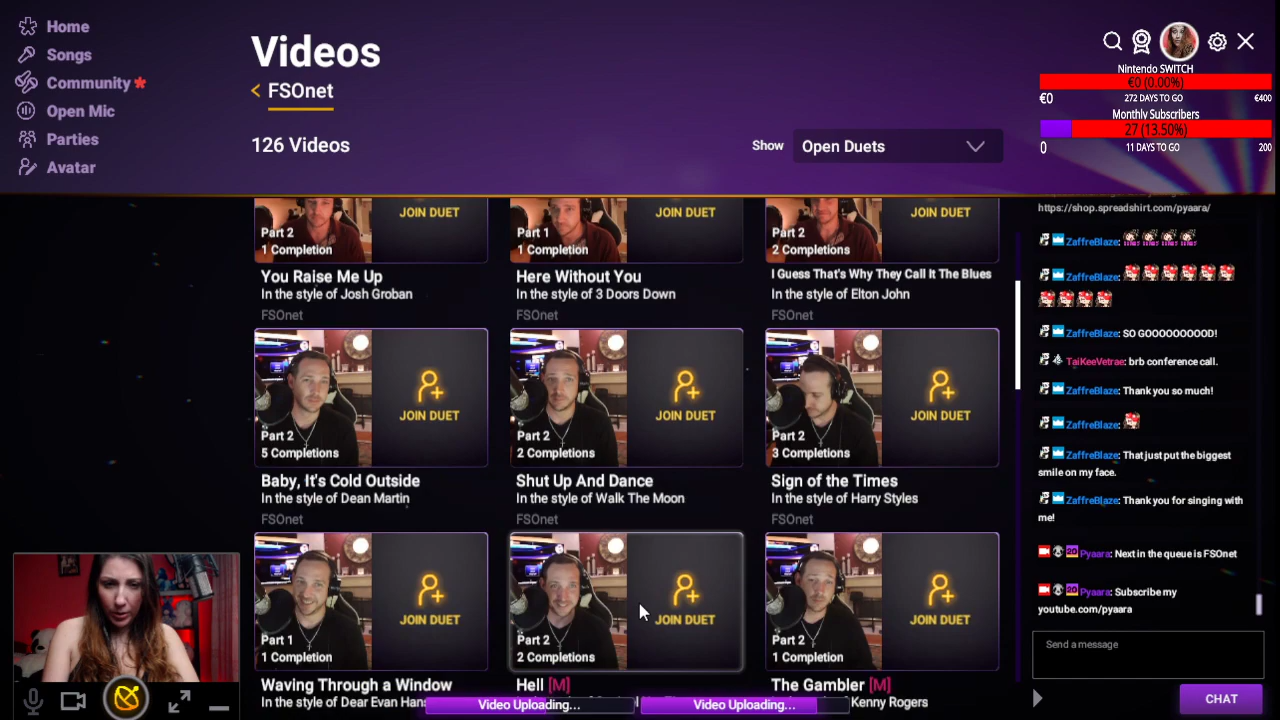 Home
Songs
Community *
Open Mic
Parties
Avatar
Videos
< FSOnet
126 Videos
Show
Open Duets
Nintendo SWITCH
€0 (0.00%)
€0
272 DAYS TO GO
€400
Monthly Subscribers
27 (13.50%)
0
11 DAYS TO GO
200
JOIN DUET
Part 2
1 Completion
You Raise Me Up
In the style of Josh Groban
FSOnet
JOIN DUET
Part 1
1 Completion
Here Without You
In the style of 3 Doors Down
FSOnet
JOIN DUET
Part 2
2 Completions
I Guess That's Why They Call It The Blues
In the style of Elton John
FSOnet
JOIN DUET
Part 2
5 Completions
Baby, It's Cold Outside
In the style of Dean Martin
FSOnet
JOIN DUET
Part 2
2 Completions
Shut Up And Dance
In the style of Walk The Moon
FSOnet
JOIN DUET
Part 2
3 Completions
Sign of the Times
In the style of Harry Styles
FSOnet
JOIN DUET
Part 1
1 Completion
Waving Through a Window
In the style of Dear Evan Hans
JOIN DUET
Part 2
2 Completions
Hell [M]
JOIN DUET
Part 2
1 Completion
The Gambler [M]
Kenny Rogers
Video Uploading...
Video Uploading...
https://shop.spreadshirt.com/pyaara/
ZaffreBlaze:
ZaffreBlaze:
ZaffreBlaze: SO GOOOOOOOOD!
TaiKeeVetrae: brb conference call.
ZaffreBlaze: Thank you so much!
ZaffreBlaze:
ZaffreBlaze: That just put the biggest
smile on my face.
ZaffreBlaze: Thank you for singing with
me!
20 Pyaara: Next in the queue is FSOnet
20 Pyaara: Subscribe my
youtube.com/pyaara
Send a message
CHAT